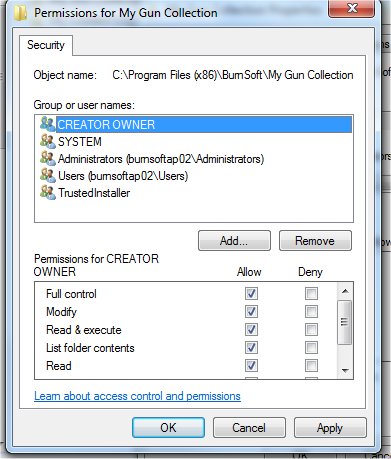 Permissions for My Gun Collection
Security
Object name: C:\Program Files (x86)\BurnSoft\My Gun Collection
Group or user names:
CREATOR OWNER
SYSTEM
Administrators (burnsoftap02\Administrators)
Users (burnsoftap02\Users)
TrustedInstaller
Add... Remove
Permissions for CREATOR
OWNER Allow Deny
Full control
Modify
Read & execute
List folder contents
Read
Learn about access control and permissions
OK Cancel Apply